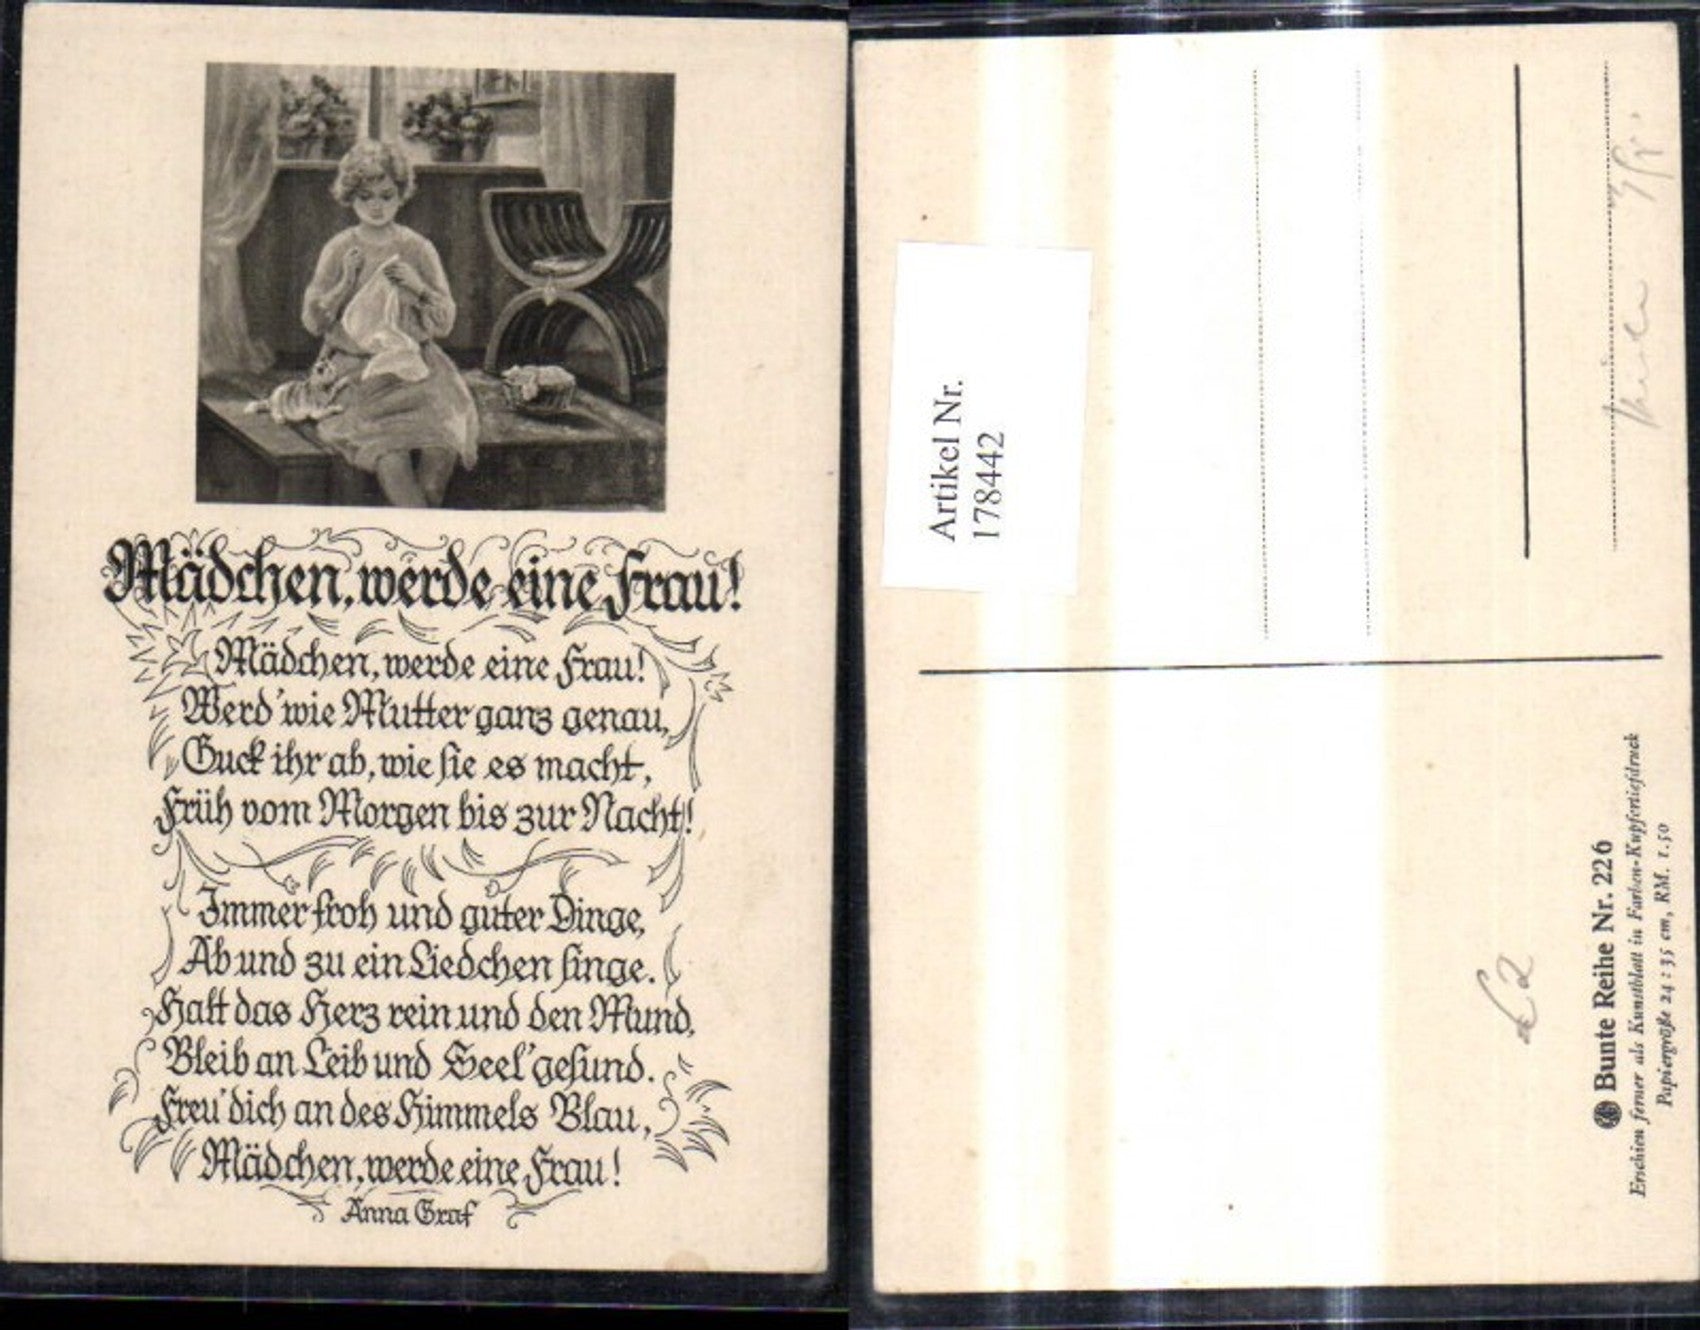 Mädchen, werde eine Frau!
Mädchen, werde eine Frau!
Werd' wie Mutter ganz genau,
Guck ihr ab, wie sie es macht,
Früh vom Morgen bis zur Nacht!
Immer froh und guter Dinge,
Ab und zu ein Liedchen singe.
Halt das Herz rein und den Mund,
Bleib an Leib und Seel' gesund.
Freu' dich an des Himmels Blau,
Mädchen, werde eine Frau!
Anna Graf
Artikel Nr.
178442
Bunte Reihe Nr. 226
Erschien ferner als Kunstblatt in Farben-Kupfertiefdruck
Papiergröße 24 : 35 cm, RM. 1.50